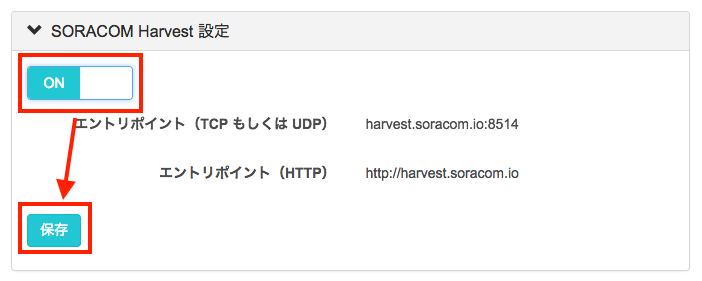 SORACOM Harvest 設定
ON
エントリポイント（TCP もしくは UDP） harvest.soracom.io:8514
エントリポイント（HTTP） http://harvest.soracom.io
保存